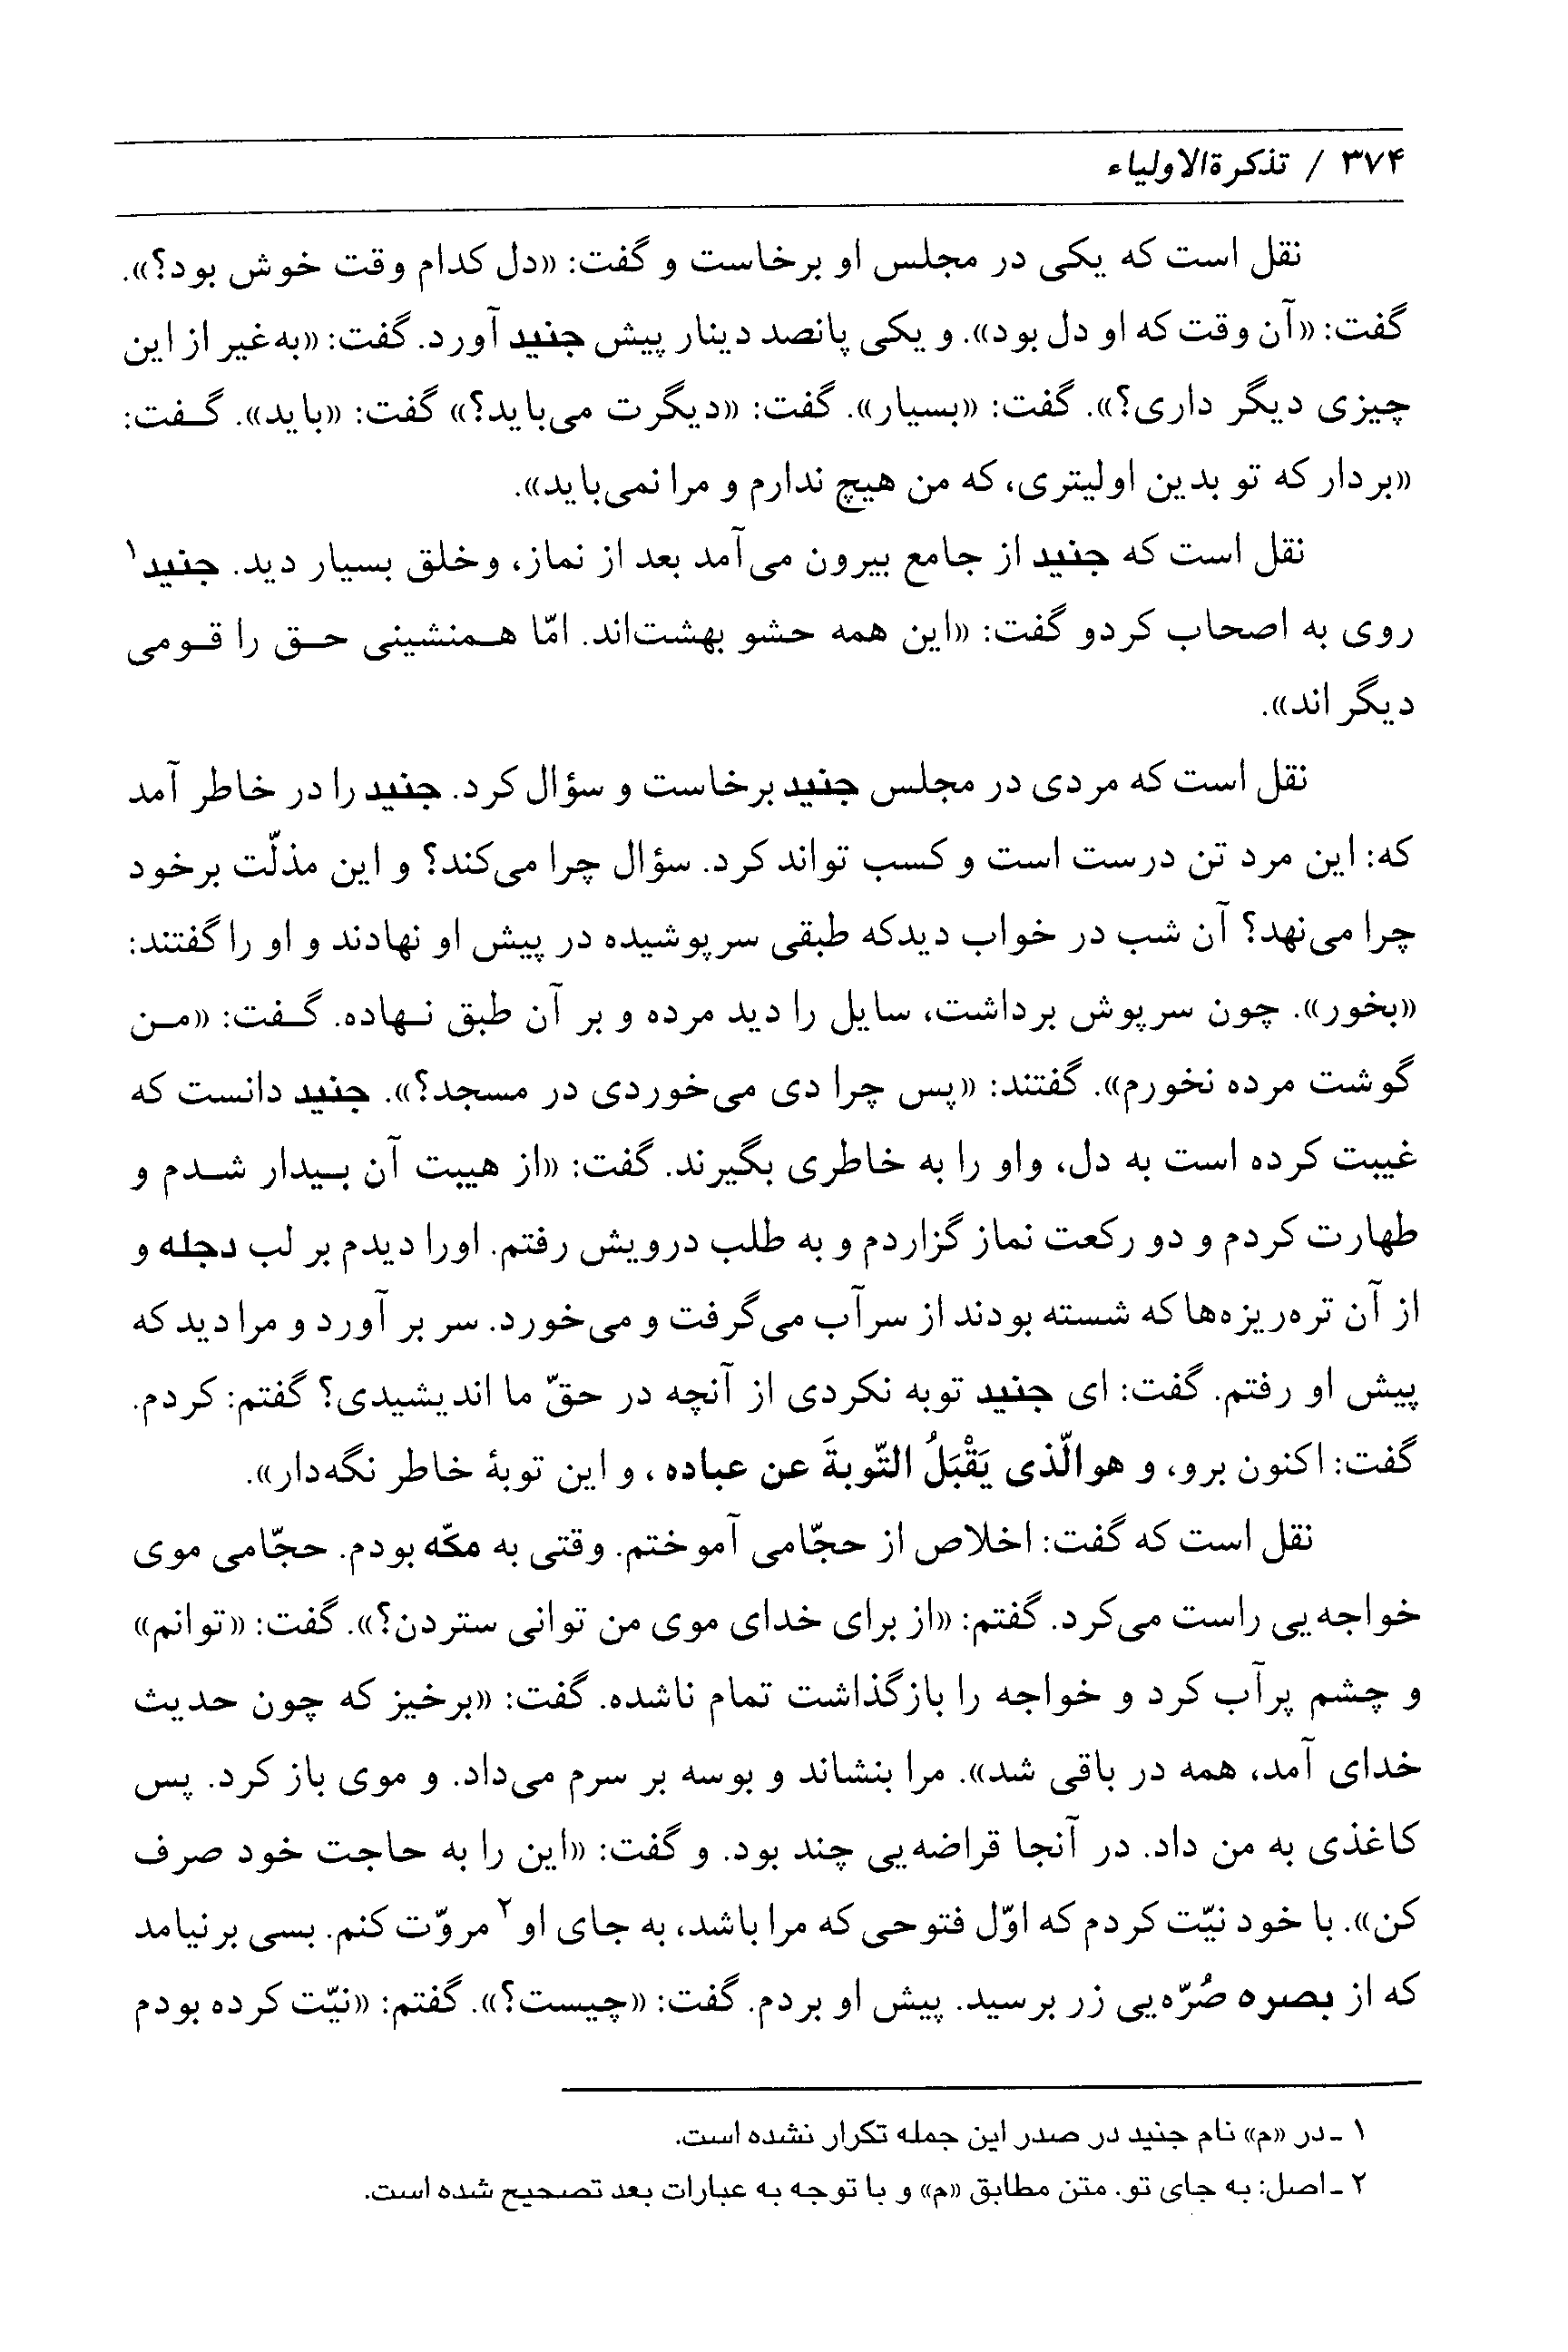 ۳۷۴ / تذکرةالاولیاء
نقل است که یکی در مجلس او برخاست و گفت: «دل کدام وقت خوش بود؟».
گفت: «آن وقت که او دل بود». و یکی پانصد دینار پیش جنید آورد. گفت: «به‌غیر از این
چیزی دیگر داری؟». گفت: «بسیار». گفت: «دیگرت می‌باید؟» گفت: «باید». گفت:
«بردار که تو بدین اولیتری، که من هیچ ندارم و مرا نمی‌باید».
نقل است که جنید از جامع بیرون می‌آمد بعد از نماز، وخلق بسیار دید. جنید۱
روی به اصحاب کردو گفت: «این همه حشو بهشت‌اند. امّا همنشینی حق را قومی
دیگر اند».
نقل است که مردی در مجلس جنید برخاست و سؤال کرد. جنید را در خاطر آمد
که: این مرد تن درست است و کسب تواند کرد. سؤال چرا می‌کند؟ و این مذلّت برخود
چرا می‌نهد؟ آن شب در خواب دیدکه طبقی سرپوشیده در پیش او نهادند و او را گفتند:
«بخور». چون سرپوش برداشت، سایل را دید مرده و بر آن طبق نهاده. گفت: «من
گوشت مرده نخورم». گفتند: «پس چرا دی می‌خوردی در مسجد؟». جنید دانست که
غیبت کرده است به دل، واو را به خاطری بگیرند. گفت: «از هیبت آن بیدار شدم و
طهارت کردم و دو رکعت نماز گزاردم و به طلب درویش رفتم. اورا دیدم بر لب دجله و
از آن تره‌ریزه‌ها که شسته بودند از سرآب می‌گرفت و می‌خورد. سر بر آورد و مرا دید که
پیش او رفتم. گفت: ای جنید توبه نکردی از آنچه در حقّ ما اندیشیدی؟ گفتم: کردم.
گفت: اکنون برو، و هوالّذی یَقْبَلُ التّوبةَ عن عباده ، و این توبهٔ خاطر نگه‌دار».
نقل است که گفت: اخلاص از حجّامی آموختم. وقتی به مکّه بودم. حجّامی موی
خواجه‌یی راست می‌کرد. گفتم: «از برای خدای موی من توانی ستردن؟». گفت: «توانم»
و چشم پرآب کرد و خواجه را بازگذاشت تمام ناشده. گفت: «برخیز که چون حدیث
خدای آمد، همه در باقی شد». مرا بنشاند و بوسه بر سرم می‌داد. و موی باز کرد. پس
کاغذی به من داد. در آنجا قراضه‌یی چند بود. و گفت: «این را به حاجت خود صرف
کن». با خود نیّت کردم که اوّل فتوحی که مرا باشد، به جای او۲ مروّت کنم. بسی برنیامد
که از بصره صُرّه‌یی زر برسید. پیش او بردم. گفت: «چیست؟». گفتم: «نیّت کرده بودم
۱ ـ در «م» نام جنید در صدر این جمله تکرار نشده است.
۲ ـ اصل: به جای تو. متن مطابق «م» و با توجه به عبارات بعد تصحیح شده است.